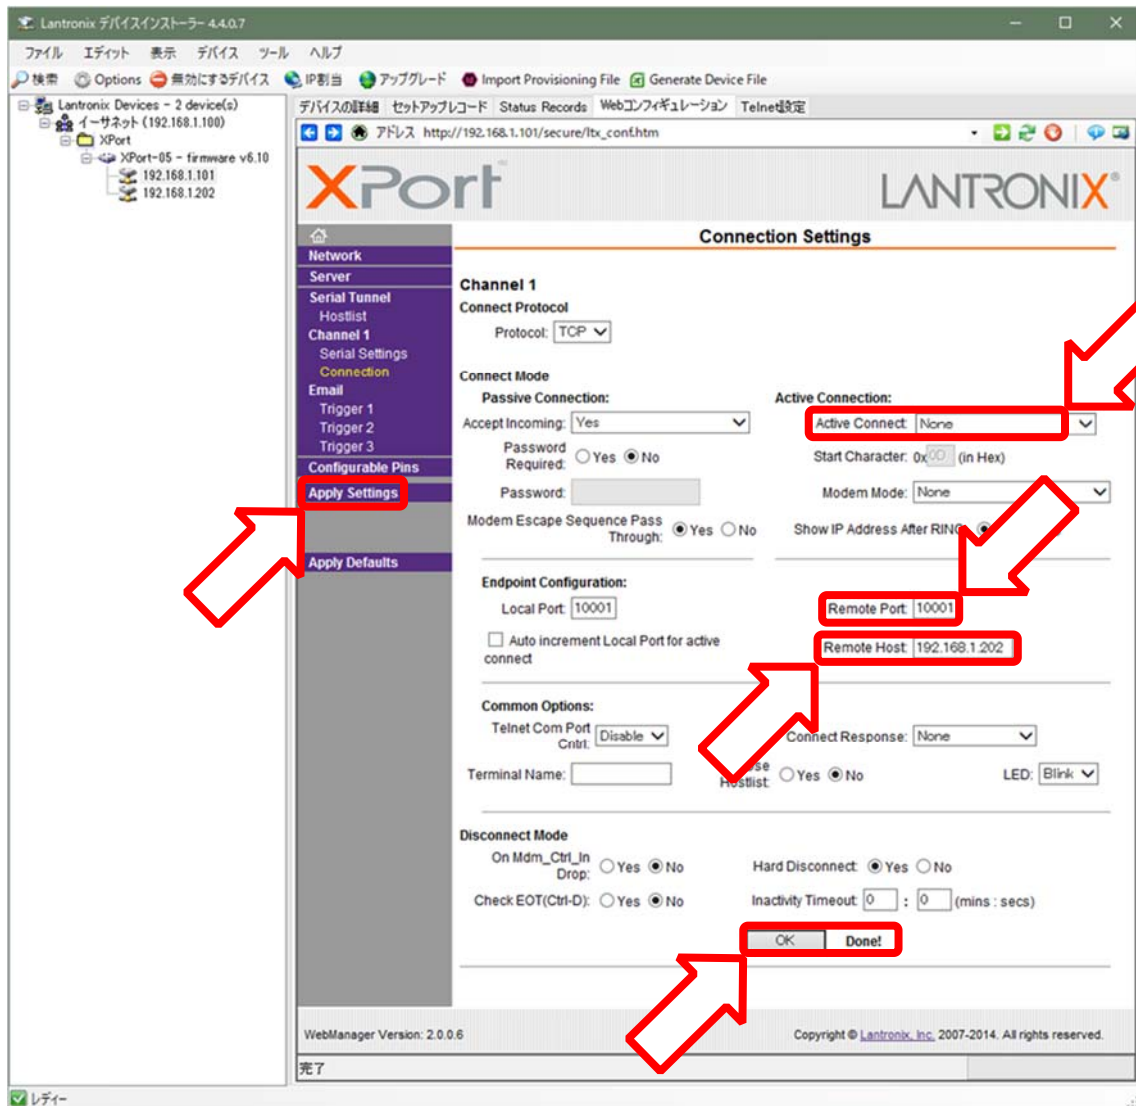 Lantronix デバイスインストーラー 4.4.0.7
ファイル エディット 表示 デバイス ツール ヘルプ
検索 Options 無効にするデバイス IP割当 アップグレード Import Provisioning File Generate Device File
Lantronix Devices - 2 device(s)
イーサネット (192.168.1.100)
XPort
XPort-05 - firmware v6.10
192.168.1.101
192.168.1.202
デバイスの詳細 セットアップレコード Status Records Webコンフィギュレーション Telnet設定
アドレス http://192.168.1.101/secure/ltx_conf.htm
XPort™ LANTRONIX®
Network
Server
Serial Tunnel
Hostlist
Channel 1
Serial Settings
Connection
Email
Trigger 1
Trigger 2
Trigger 3
Configurable Pins
Apply Settings
Apply Defaults
Connection Settings
Channel 1
Connect Protocol
Protocol: TCP
Connect Mode
Passive Connection: Active Connection:
Accept Incoming: Yes Active Connect: None
Password Required: Yes No Start Character: 0x0D (in Hex)
Password: Modem Mode: None
Modem Escape Sequence Pass Through: Yes No Show IP Address After RING:
Endpoint Configuration:
Local Port: 10001 Remote Port: 10001
Auto increment Local Port for active connect Remote Host: 192.168.1.202
Common Options:
Telnet Com Port Cntrl: Disable Connect Response: None
Terminal Name: Hostlist: Yes No LED: Blink
Disconnect Mode
On Mdm_Ctrl_In Drop: Yes No Hard Disconnect: Yes No
Check EOT(Ctrl-D): Yes No Inactivity Timeout: 0 : 0 (mins : secs)
OK Done!
WebManager Version: 2.0.0.6 Copyright © Lantronix, Inc. 2007-2014. All rights reserved.
完了
レディー